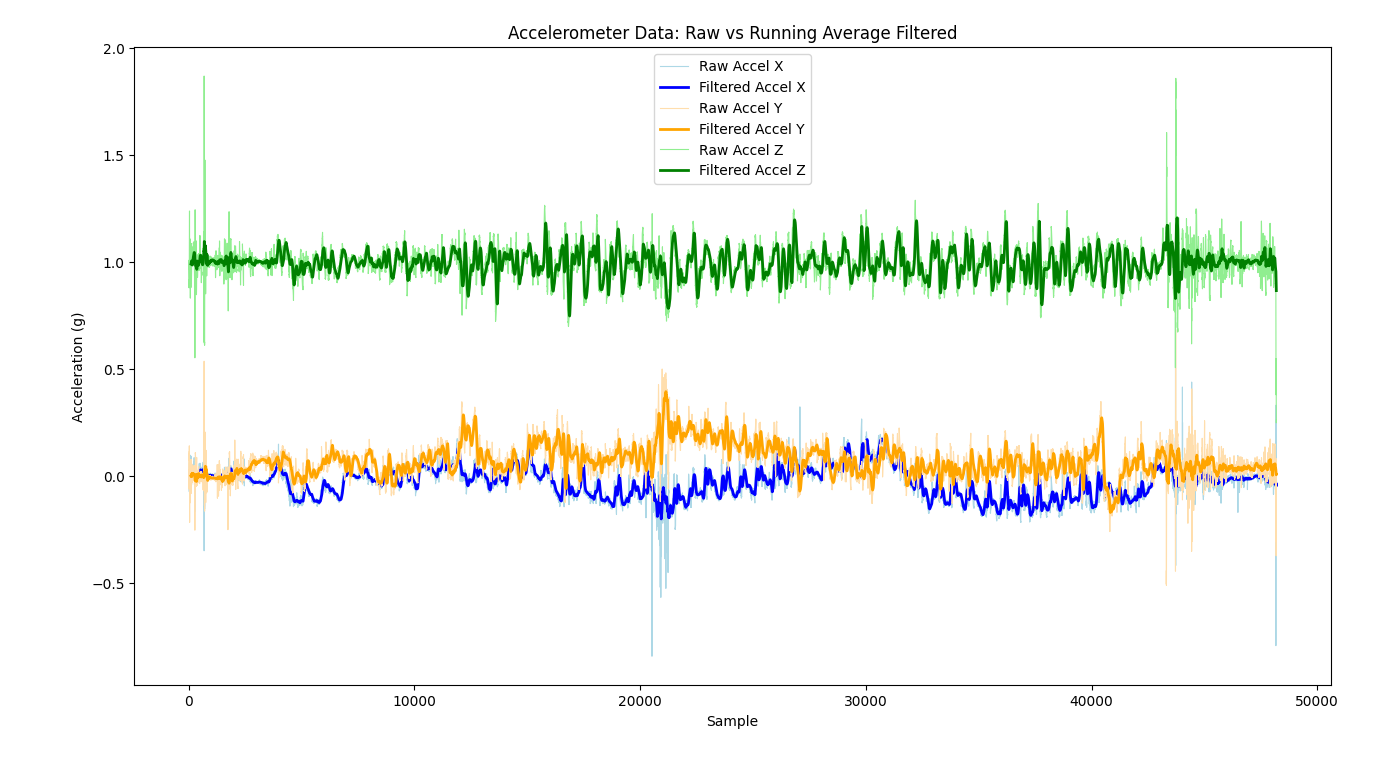 Accelerometer Data: Raw vs Running Average Filtered
2.0
1.5
1.0
0.5
0.0
−0.5
Acceleration (g)
Raw Accel X
Filtered Accel X
Raw Accel Y
Filtered Accel Y
Raw Accel Z
Filtered Accel Z
0
10000
20000
30000
40000
50000
Sample